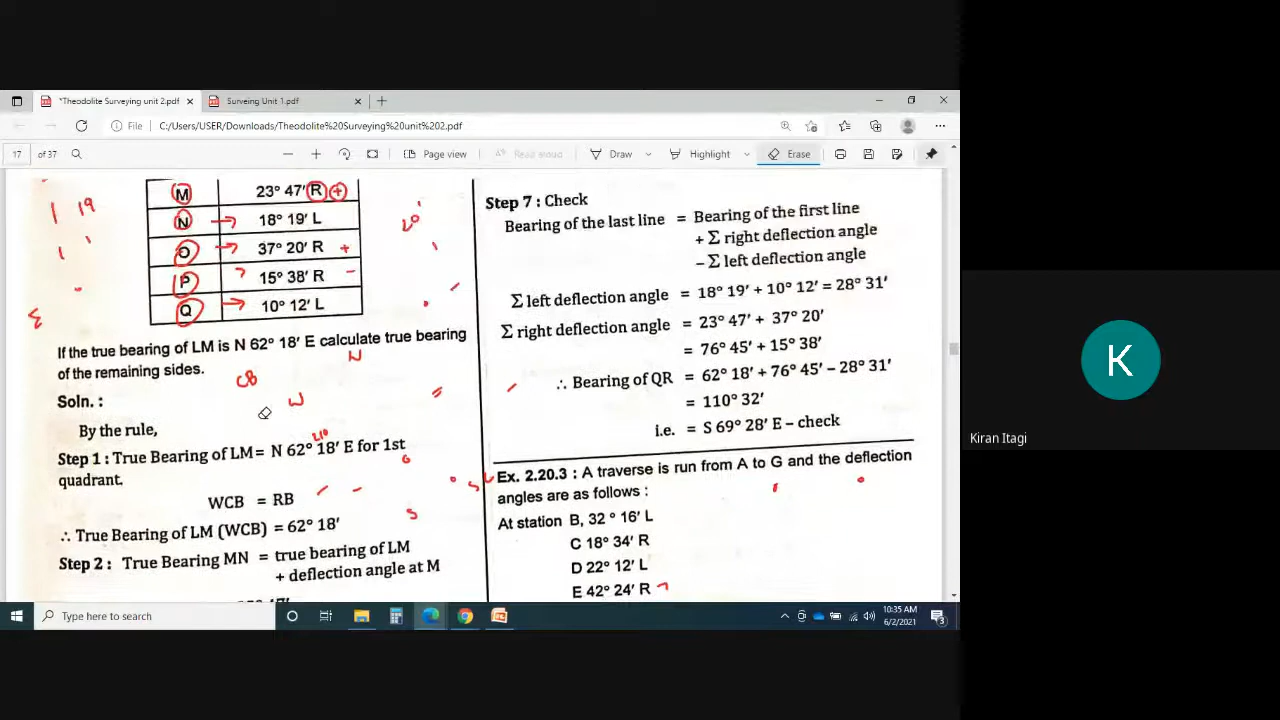 *Theodolite Surveying unit 2.pdf
Surveing Unit 1.pdf
File
C:/Users/USER/Downloads/Theodolite%20Surveying%20unit%202.pdf
17 of 37
Page view
Read aloud
Draw
Highlight
Erase
M 23° 47' R +
N → 18° 19' L
O → 37° 20' R +
P 15° 38' R −
Q → 10° 12' L
1 19
20
If the true bearing of LM is N 62° 18' E calculate true bearing
of the remaining sides.
N
CB
W
Soln. :
By the rule,
210
Step 1 : True Bearing of LM= N 62° 18' E for 1st
quadrant.
WCB = RB
S
∴ True Bearing of LM (WCB) = 62° 18'
Step 2 : True Bearing MN = true bearing of LM
+ deflection angle at M
Step 7 : Check
Bearing of the last line = Bearing of the first line
+ Σ right deflection angle
− Σ left deflection angle
Σ left deflection angle = 18° 19' + 10° 12' = 28° 31'
Σ right deflection angle = 23° 47' + 37° 20'
= 76° 45' + 15° 38'
∴ Bearing of QR = 62° 18' + 76° 45' − 28° 31'
= 110° 32'
i.e. = S 69° 28' E – check
Ex. 2.20.3 : A traverse is run from A to G and the deflection
angles are as follows :
At station B, 32 ° 16' L
C 18° 34' R
D 22° 12' L
E 42° 24' R
Kiran Itagi
K
Type here to search
10:35 AM
6/2/2021
3